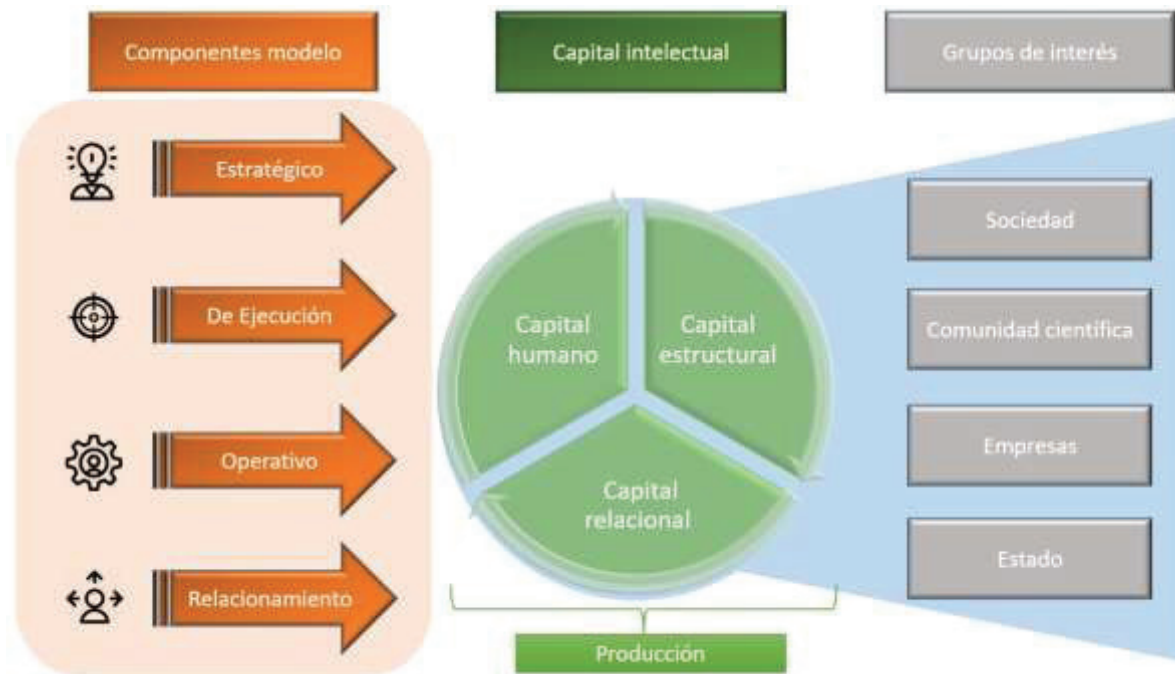 Componentes modelo
Capital intelectual
Grupos de interés
Estratégico
De Ejecución
Operativo
Relacionamiento
Capital
humano
Capital
estructural
Capital
relacional
Producción
Sociedad
Comunidad científica
Empresas
Estado